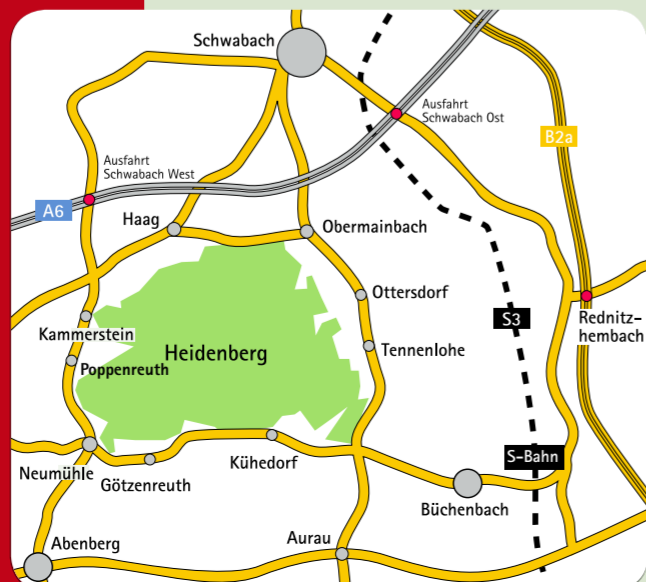 Schwabach
Ausfahrt
Schwabach Ost
B2a
Ausfahrt
Schwabach West
A6
Haag
Obermainbach
Ottersdorf
S3
Rednitz-
hembach
Kammerstein
Heidenberg
Tennenlohe
Poppenreuth
S-Bahn
Kühedorf
Neumühle
Götzenreuth
Büchenbach
Abenberg
Aurau